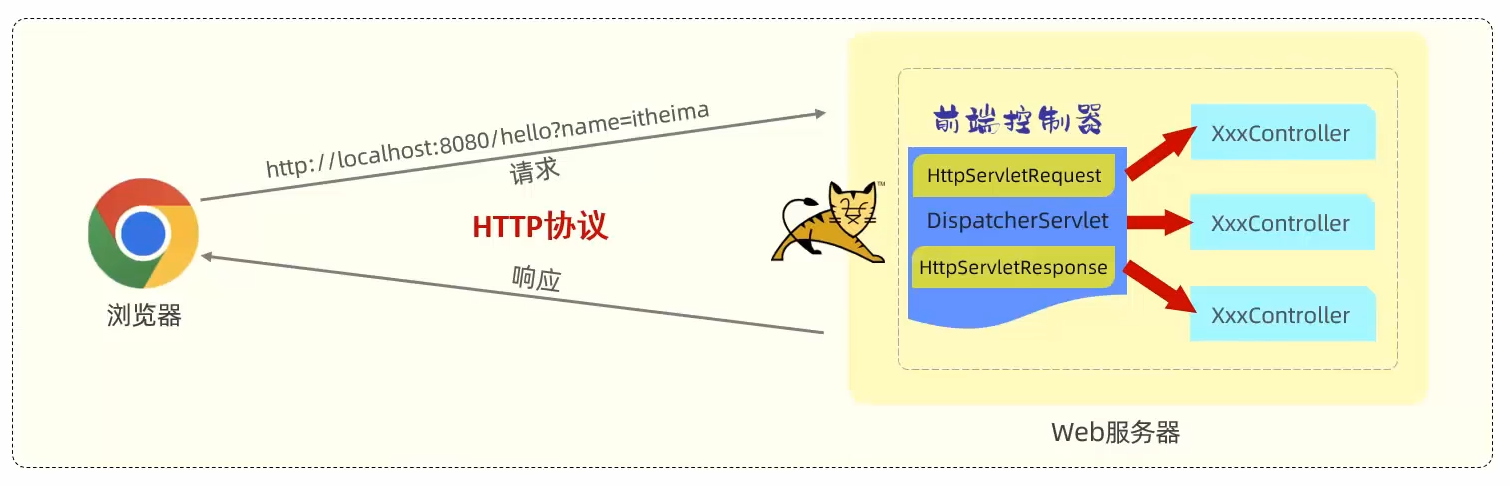 http://localhost:8080/hello?name=itheima
请求
HTTP协议
响应
浏览器
前端控制器
HttpServletRequest
DispatcherServlet
HttpServletResponse
XxxController
XxxController
XxxController
TM
Web服务器